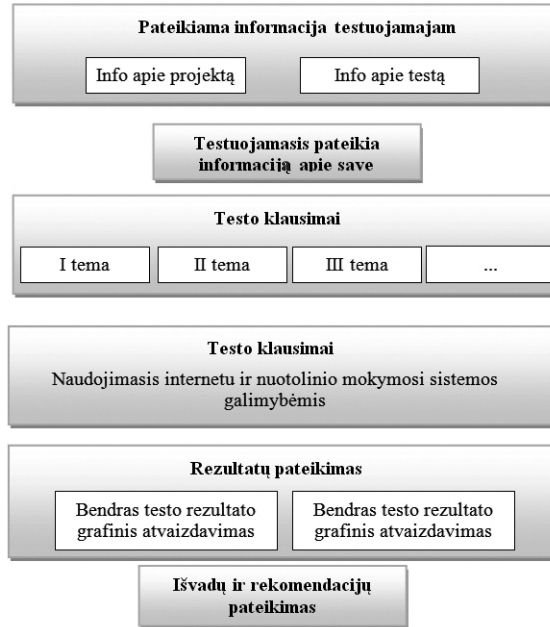 Pateikiama informacija testuojamajam
Info apie projektą
Info apie testą
Testuojamasis pateikia
informaciją apie save
Testo klausimai
I tema
II tema
III tema
...
Testo klausimai
Naudojimasis internetu ir nuotolinio mokymosi sistemos
galimybėmis
Rezultatų pateikimas
Bendras testo rezultato
grafinis atvaizdavimas
Bendras testo rezultato
grafinis atvaizdavimas
Išvadų ir rekomendacijų
pateikimas